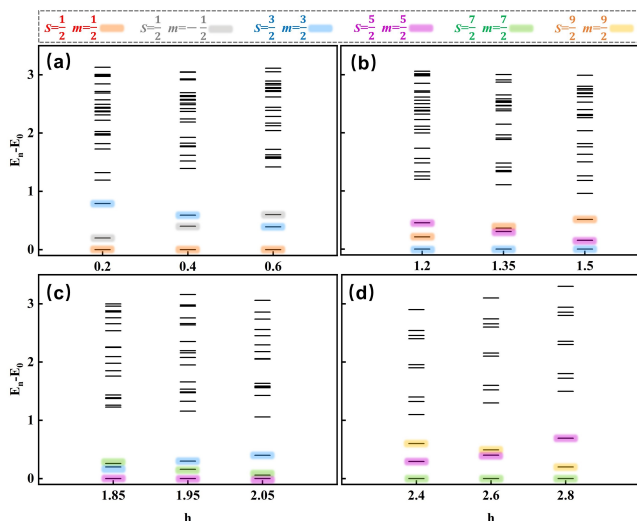 S=1/2 m=1/2 S=1/2 m=-1/2 S=3/2 m=3/2 S=5/2 m=5/2 S=7/2 m=7/2 S=9/2 m=9/2
(a) (b)
3
2
1
0
Eₙ-E₀
0.2 0.4 0.6 1.2 1.35 1.5
(c) (d)
3
2
1
0
Eₙ-E₀
1.85 1.95 2.05 2.4 2.6 2.8
h h